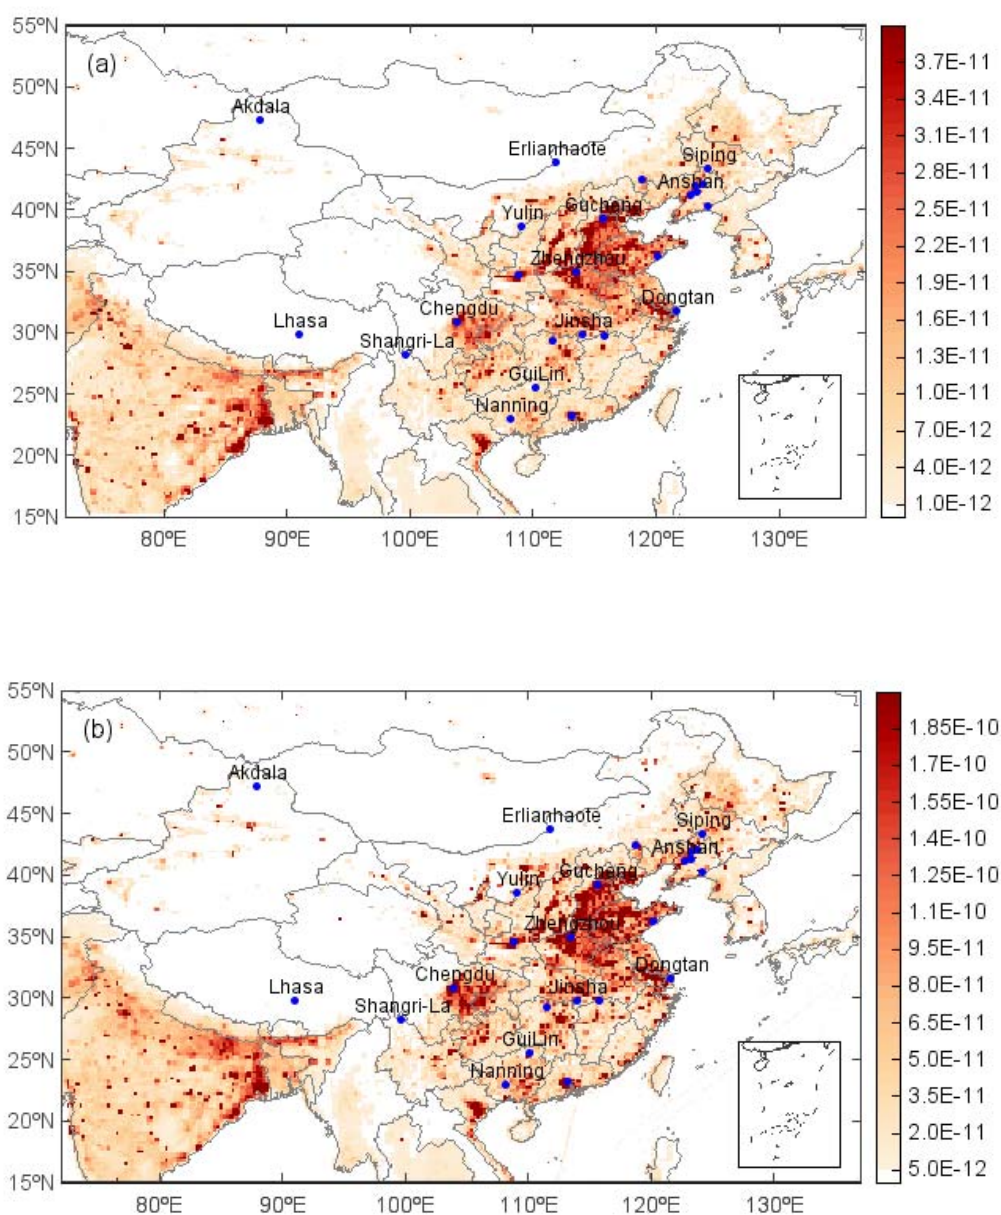 55ºN
(a)
50ºN
45ºN
40ºN
35ºN
30ºN
25ºN
20ºN
15ºN
Akdala
Erlianhaote
Siping
Anshan
Yulin
Guchang
Zhengzhou
Chengdu
Dongtan
Lhasa
Shangri-La
Jinsha
GuiLin
Nanning
80ºE 90ºE 100ºE 110ºE 120ºE 130ºE
3.7E-11
3.4E-11
3.1E-11
2.8E-11
2.5E-11
2.2E-11
1.9E-11
1.6E-11
1.3E-11
1.0E-11
7.0E-12
4.0E-12
1.0E-12
55ºN
(b)
50ºN
45ºN
40ºN
35ºN
30ºN
25ºN
20ºN
15ºN
Akdala
Erlianhaote
Siping
Anshan
Yulin
Guchang
Zhengzhou
Chengdu
Dongtan
Lhasa
Shangri-La
Jinsha
GuiLin
Nanning
80ºE 90ºE 100ºE 110ºE 120ºE 130ºE
1.85E-10
1.7E-10
1.55E-10
1.4E-10
1.25E-10
1.1E-10
9.5E-11
8.0E-11
6.5E-11
5.0E-11
3.5E-11
2.0E-11
5.0E-12